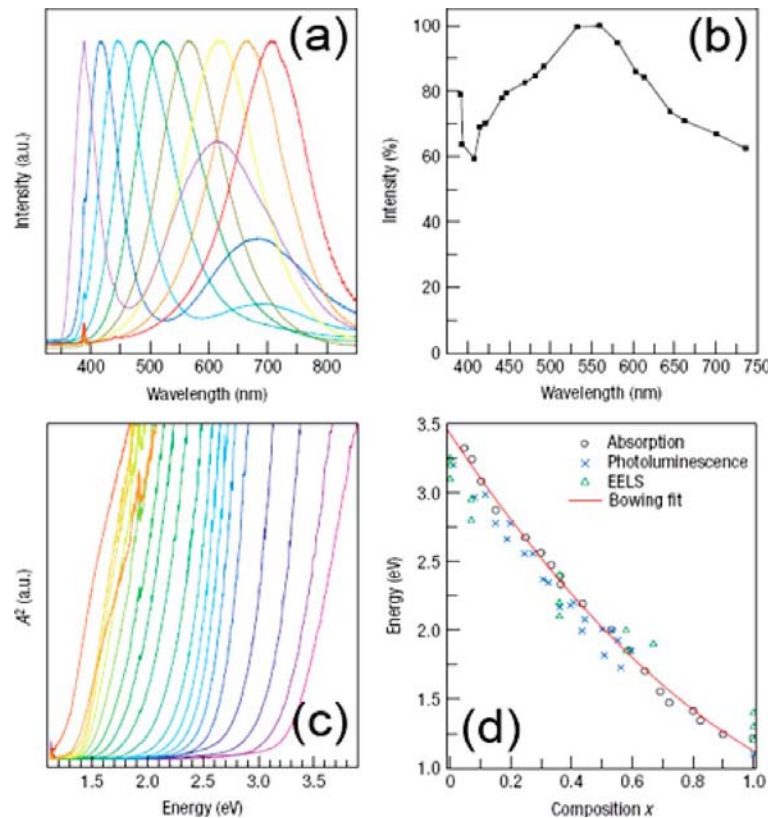 (a)
Intensity (a.u.)
400 500 600 700 800
Wavelength (nm)
(b)
100
80
60
40
20
0
Intensity (%)
400 450 500 550 600 650 700 750
Wavelength (nm)
(c)
A² (a.u.)
1.5 2.0 2.5 3.0 3.5
Energy (eV)
3.5
3.0
2.5
2.0
1.5
1.0
Energy (eV)
Absorption
Photoluminescence
EELS
Bowing fit
(d)
0 0.2 0.4 0.6 0.8 1.0
Composition x